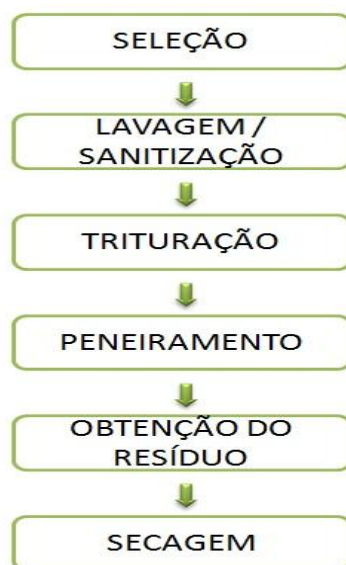 SELEÇÃO
LAVAGEM /
SANITIZAÇÃO
TRITURAÇÃO
PENEIRAMENTO
OBTENÇÃO DO
RESÍDUO
SECAGEM